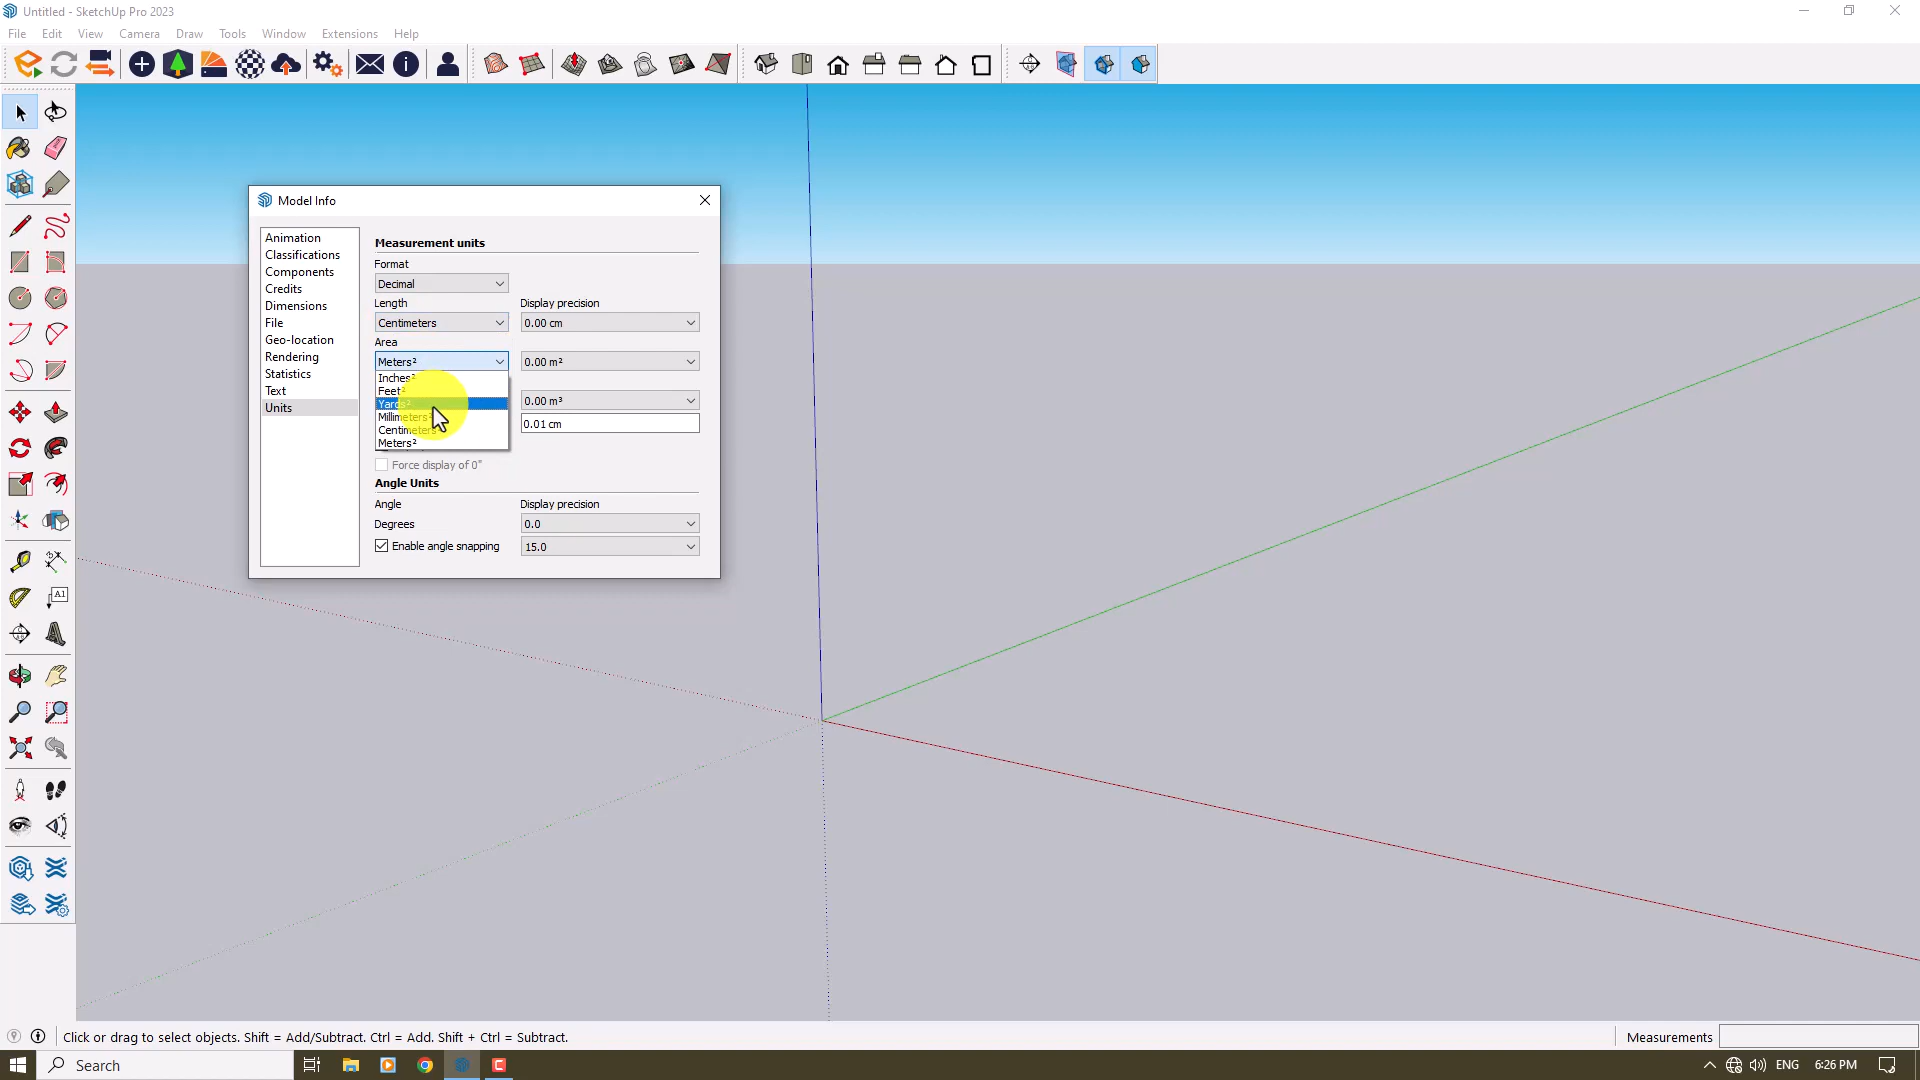 Untitled - SketchUp Pro 2023
File Edit View Camera Draw Tools Window Extensions Help
Model Info
Animation
Classifications
Components
Credits
Dimensions
File
Geo-location
Rendering
Statistics
Text
Units
Measurement units
Format
Decimal
Length Display precision
Centimeters 0.00 cm
Area
Meters² 0.00 m²
Inches²
Feet²
Yards² 0.00 m³
Millimeters²
0.01 cm
Centimeters²
Meters²
Force display of 0"
Angle Units
Angle Display precision
Degrees 0.0
Enable angle snapping 15.0
A1
Click or drag to select objects. Shift = Add/Subtract. Ctrl = Add. Shift + Ctrl = Subtract.
Measurements
Search
ENG 6:26 PM